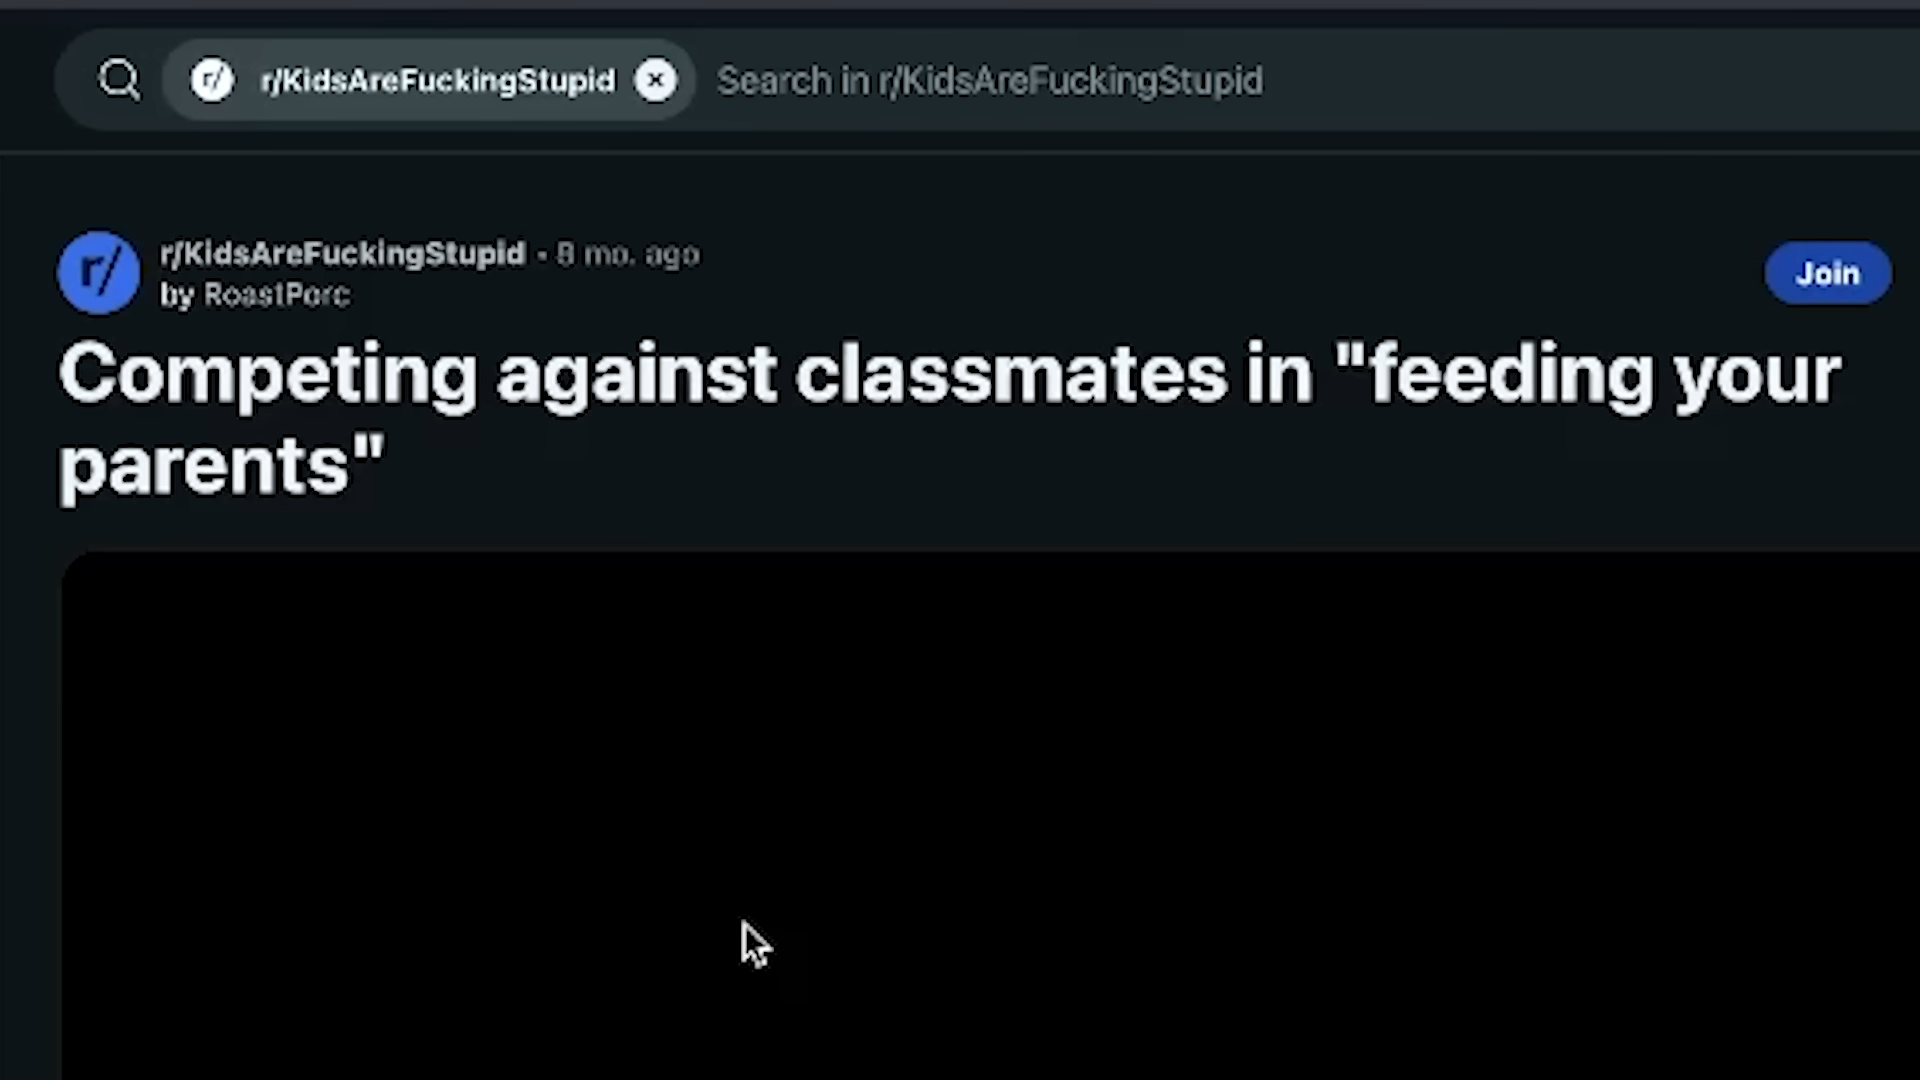 r/KidsAreFuckingStupid Search in r/KidsAreFuckingStupid
r/KidsAreFuckingStupid · 8 mo. ago
by RoastPorc
Join
Competing against classmates in "feeding your
parents"